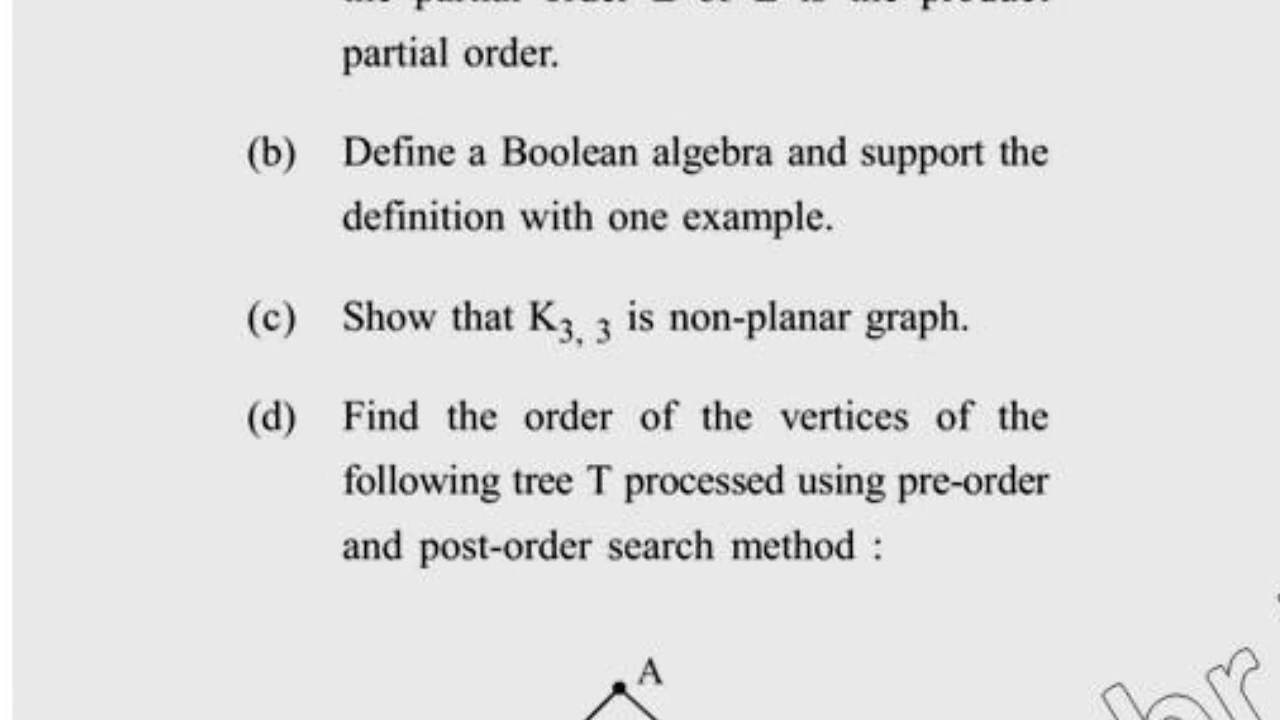 partial order.
(b) Define a Boolean algebra and support the
definition with one example.
(c) Show that K3, 3 is non-planar graph.
(d) Find the order of the vertices of the
following tree T processed using pre-order
and post-order search method :
A